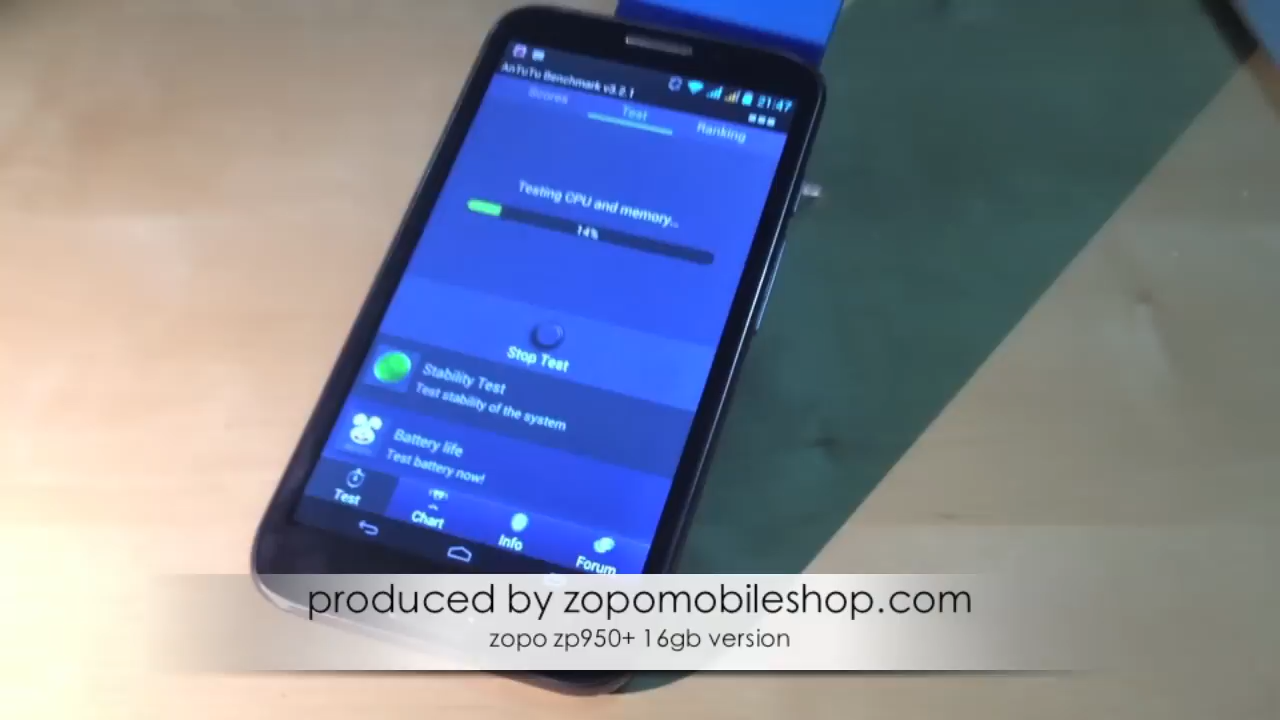 AnTuTu Benchmark v3.2.1
21:47
Scores
Test
Ranking
Testing CPU and memory...
14%
Stop Test
Stability Test
Test stability of the system
Battery life
Test battery now!
Test
Chart
Info
Forum
produced by zopomobileshop.com
zopo zp950+ 16gb version